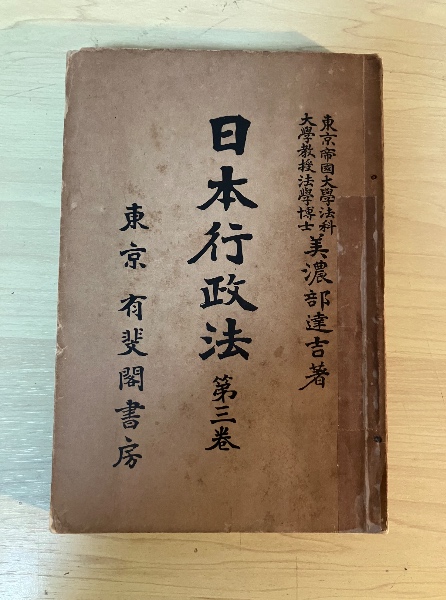 東京帝國大學法科
大學教授法學博士
美濃部達吉著
日本行政法 第三卷
東京 有斐閣書房